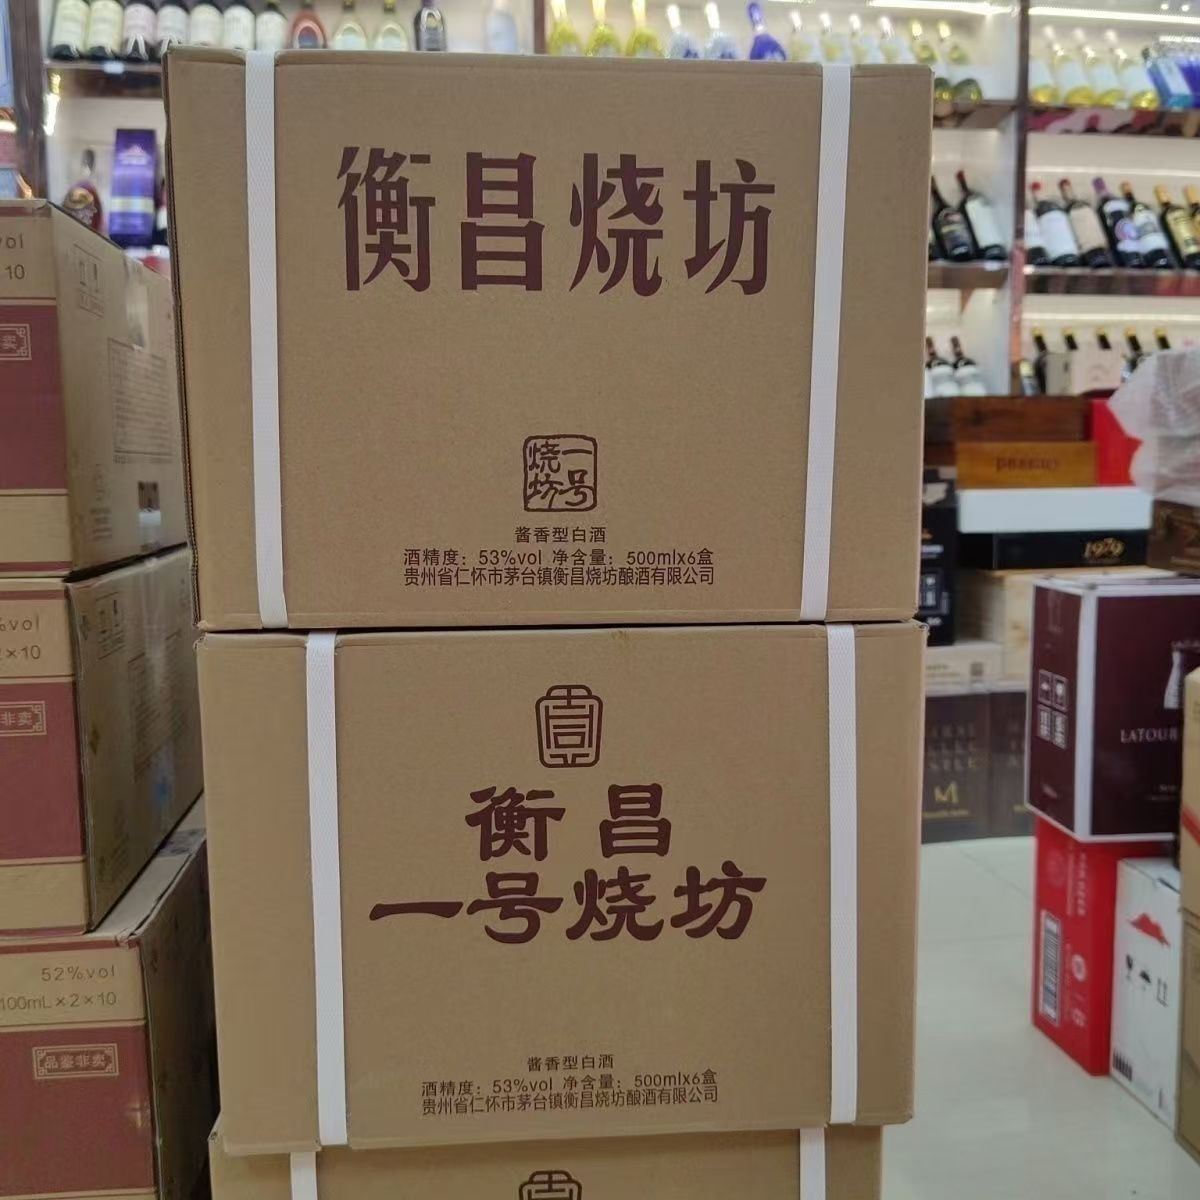 衡昌烧坊
一号
烧坊
酱香型白酒
酒精度：53%vol 净含量：500mlx6盒
贵州省仁怀市茅台镇衡昌烧坊酿酒有限公司
衡昌
一号烧坊
酱香型白酒
酒精度：53%vol 净含量：500mlx6盒
贵州省仁怀市茅台镇衡昌烧坊酿酒有限公司
vol
10
卖
%vol
2×10
非卖
52%vol
100mL×2×10
品鉴非卖
1979
LATOUR
M